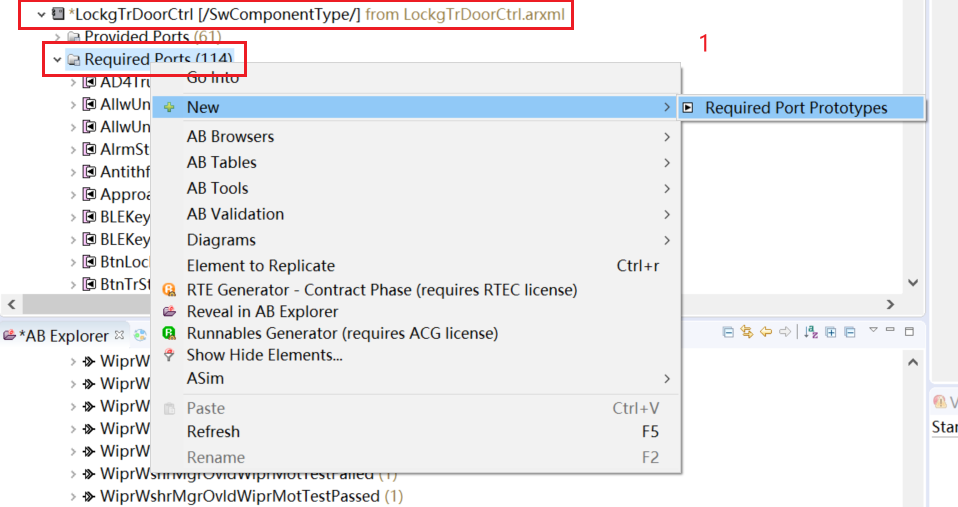 *LockgTrDoorCtrl [/SwComponentType/] from LockgTrDoorCtrl.arxml
Provided Ports (61)
1
Required Ports (114)
Go Into
AD4Tru
New
Required Port Prototypes
AllwUn
AllwUn
AB Browsers
AlrmSt
AB Tables
Antithf
AB Tools
Approa
AB Validation
BLEKey
Diagrams
BLEKey
BtnLoc
Element to Replicate Ctrl+r
BtnTrSt
RTE Generator - Contract Phase (requires RTEC license)
Reveal in AB Explorer
*AB Explorer
Runnables Generator (requires ACG license)
WiprW
Show Hide Elements...
WiprW
ASim
WiprW
Paste Ctrl+V
WiprW
Refresh F5
Star
WiprW
Rename F2
WiprWshrMgrOvldWiprMotTestFailed (1)
WiprWshrMgrOvldWiprMotTestPassed (1)